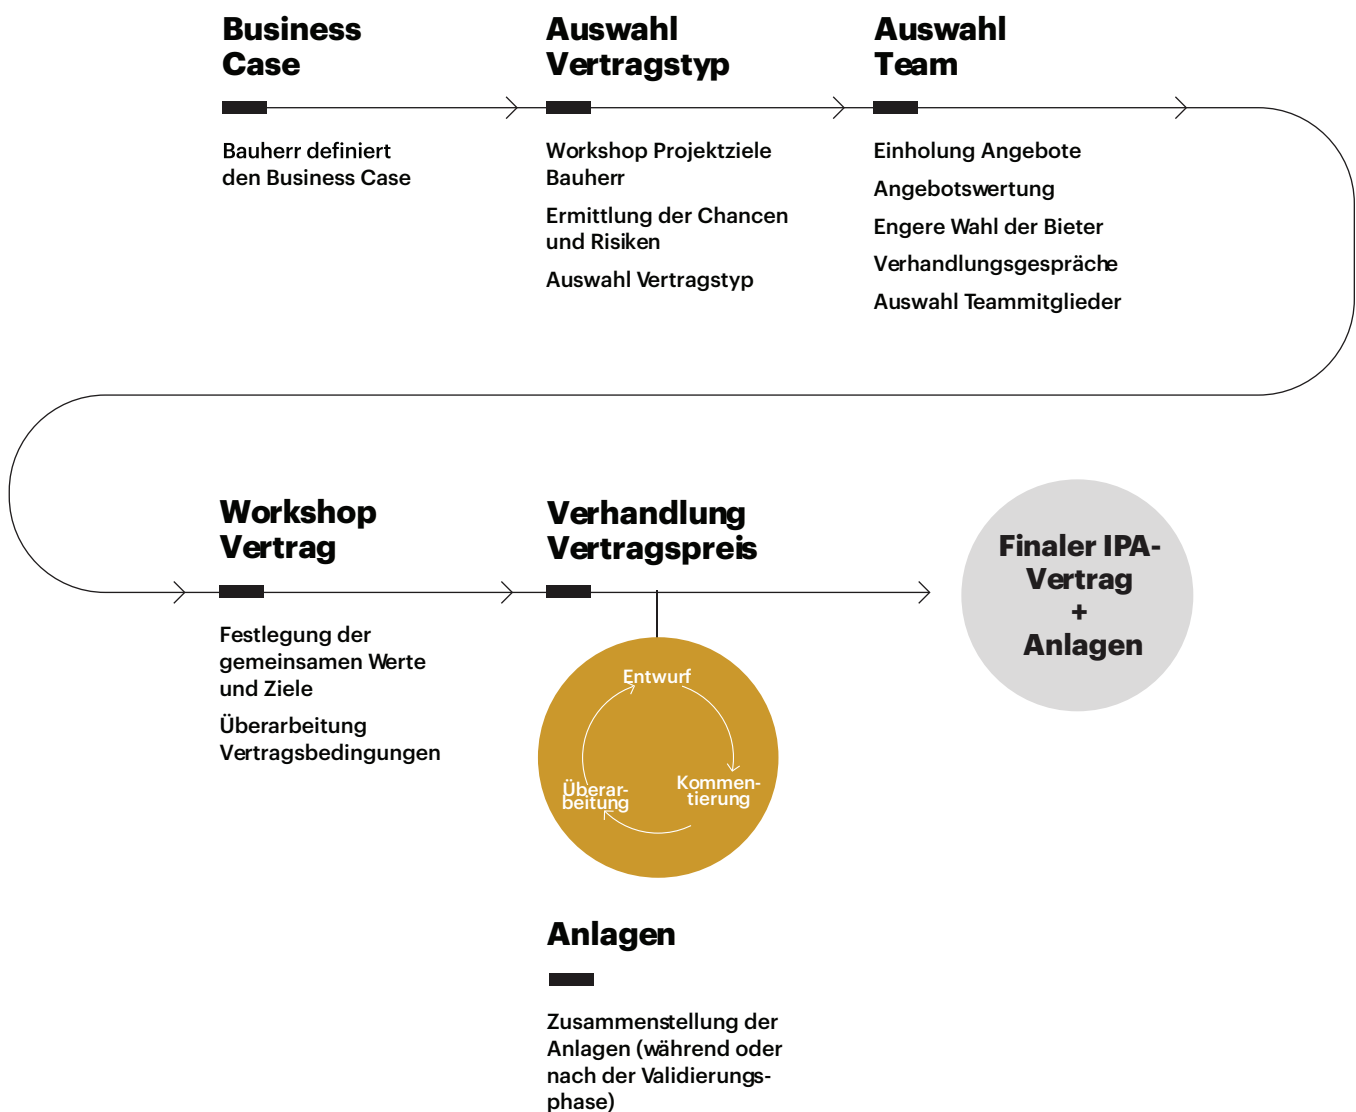 Business
Case
Bauherr definiert
den Business Case
Auswahl
Vertragstyp
Workshop Projektziele
Bauherr
Ermittlung der Chancen
und Risiken
Auswahl Vertragstyp
Auswahl
Team
Einholung Angebote
Angebotswertung
Engere Wahl der Bieter
Verhandlungsgespräche
Auswahl Teammitglieder
Workshop
Vertrag
Festlegung der
gemeinsamen Werte
und Ziele
Überarbeitung
Vertragsbedingungen
Verhandlung
Vertragspreis
Entwurf
Kommen-
tierung
Überar-
beitung
Finaler IPA-
Vertrag
+
Anlagen
Anlagen
Zusammenstellung der
Anlagen (während oder
nach der Validierungs-
phase)